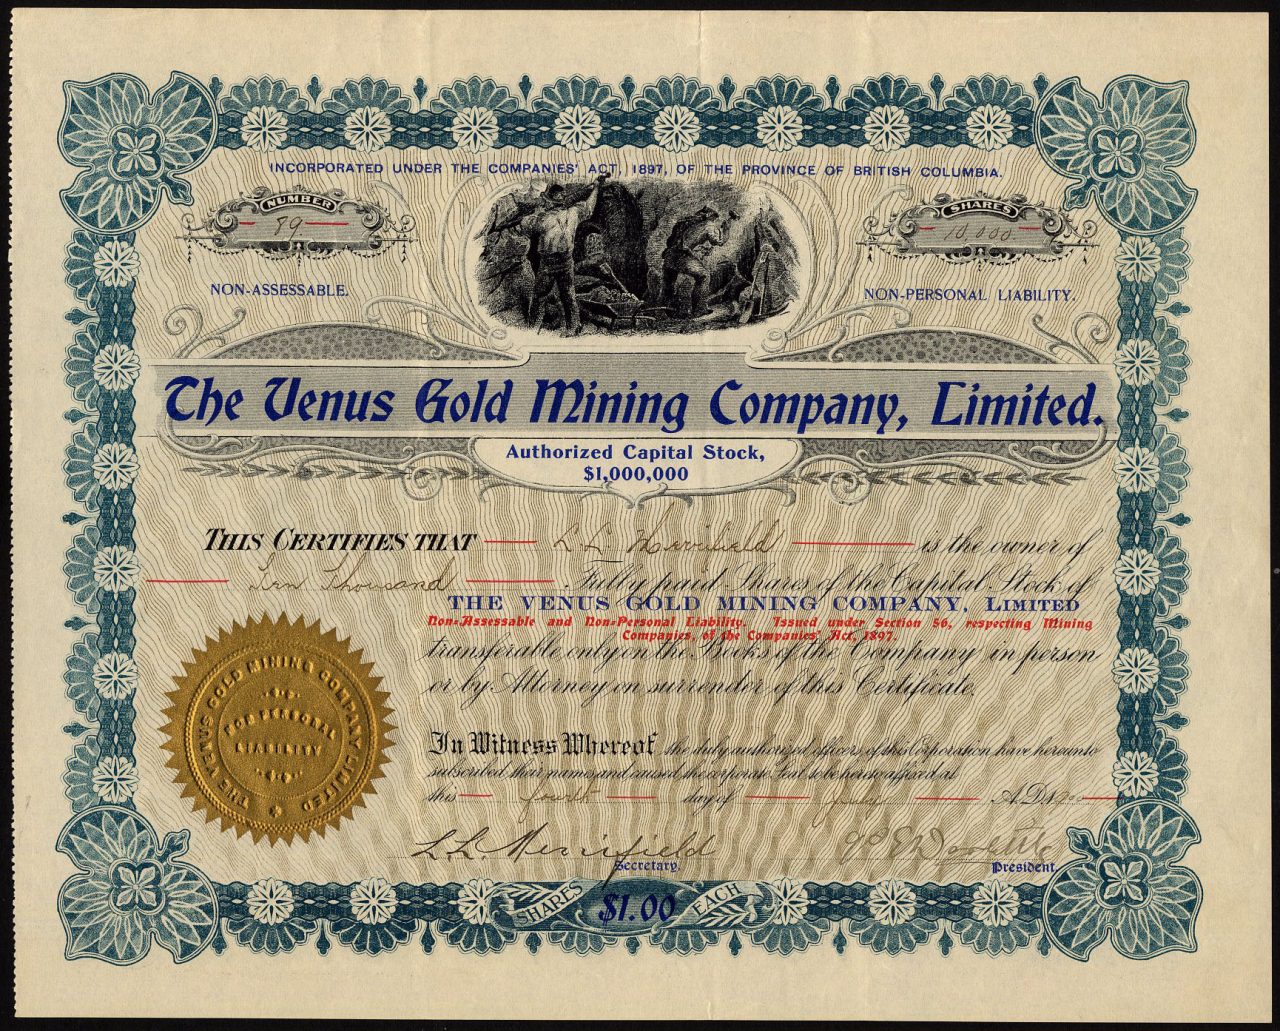 INCORPORATED UNDER THE COMPANIES' ACT, 1897, OF THE PROVINCE OF BRITISH COLUMBIA.
NUMBER
89
SHARES
10,000.
NON-ASSESSABLE.
NON-PERSONAL LIABILITY.
The Venus Gold Mining Company, Limited.
Authorized Capital Stock,
$1,000,000
THIS CERTIFIES THAT L L Merrifield is the owner of
Ten Thousand Fully paid Shares of the Capital Stock of
THE VENUS GOLD MINING COMPANY, LIMITED
Non-Assessable and Non-Personal Liability. Issued under Section 56, respecting Mining
Companies, of the Companies' Act, 1897.
transferable only on the Books of the Company in person
or by Attorney on surrender of this Certificate.
In Witness Whereof the duly authorized officers of this Corporation have hereunto
subscribed their names and caused the corporate Seal to be hereto affixed at
this fourth day of A.D. 1900
THE VENUS GOLD MINING COMPANY LIMITED
PERSONAL
LIABILITY
L. L. Merrifield
Secretary.
President.
SHARES $1.00 EACH